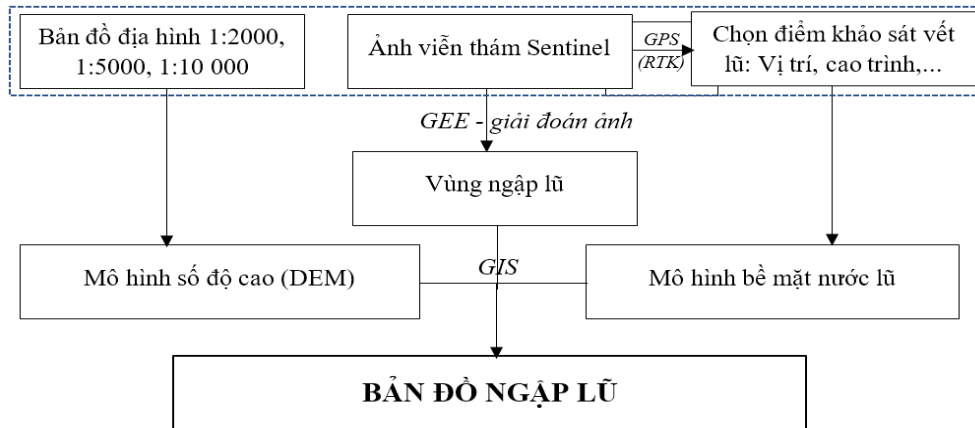 Bản đồ địa hình 1:2000,
1:5000, 1:10 000
Ảnh viễn thám Sentinel
GPS
(RTK)
Chọn điểm khảo sát vết
lũ: Vị trí, cao trình,...
GEE - giải đoán ảnh
Vùng ngập lũ
Mô hình số độ cao (DEM)
GIS
Mô hình bề mặt nước lũ
BẢN ĐỒ NGẬP LŨ